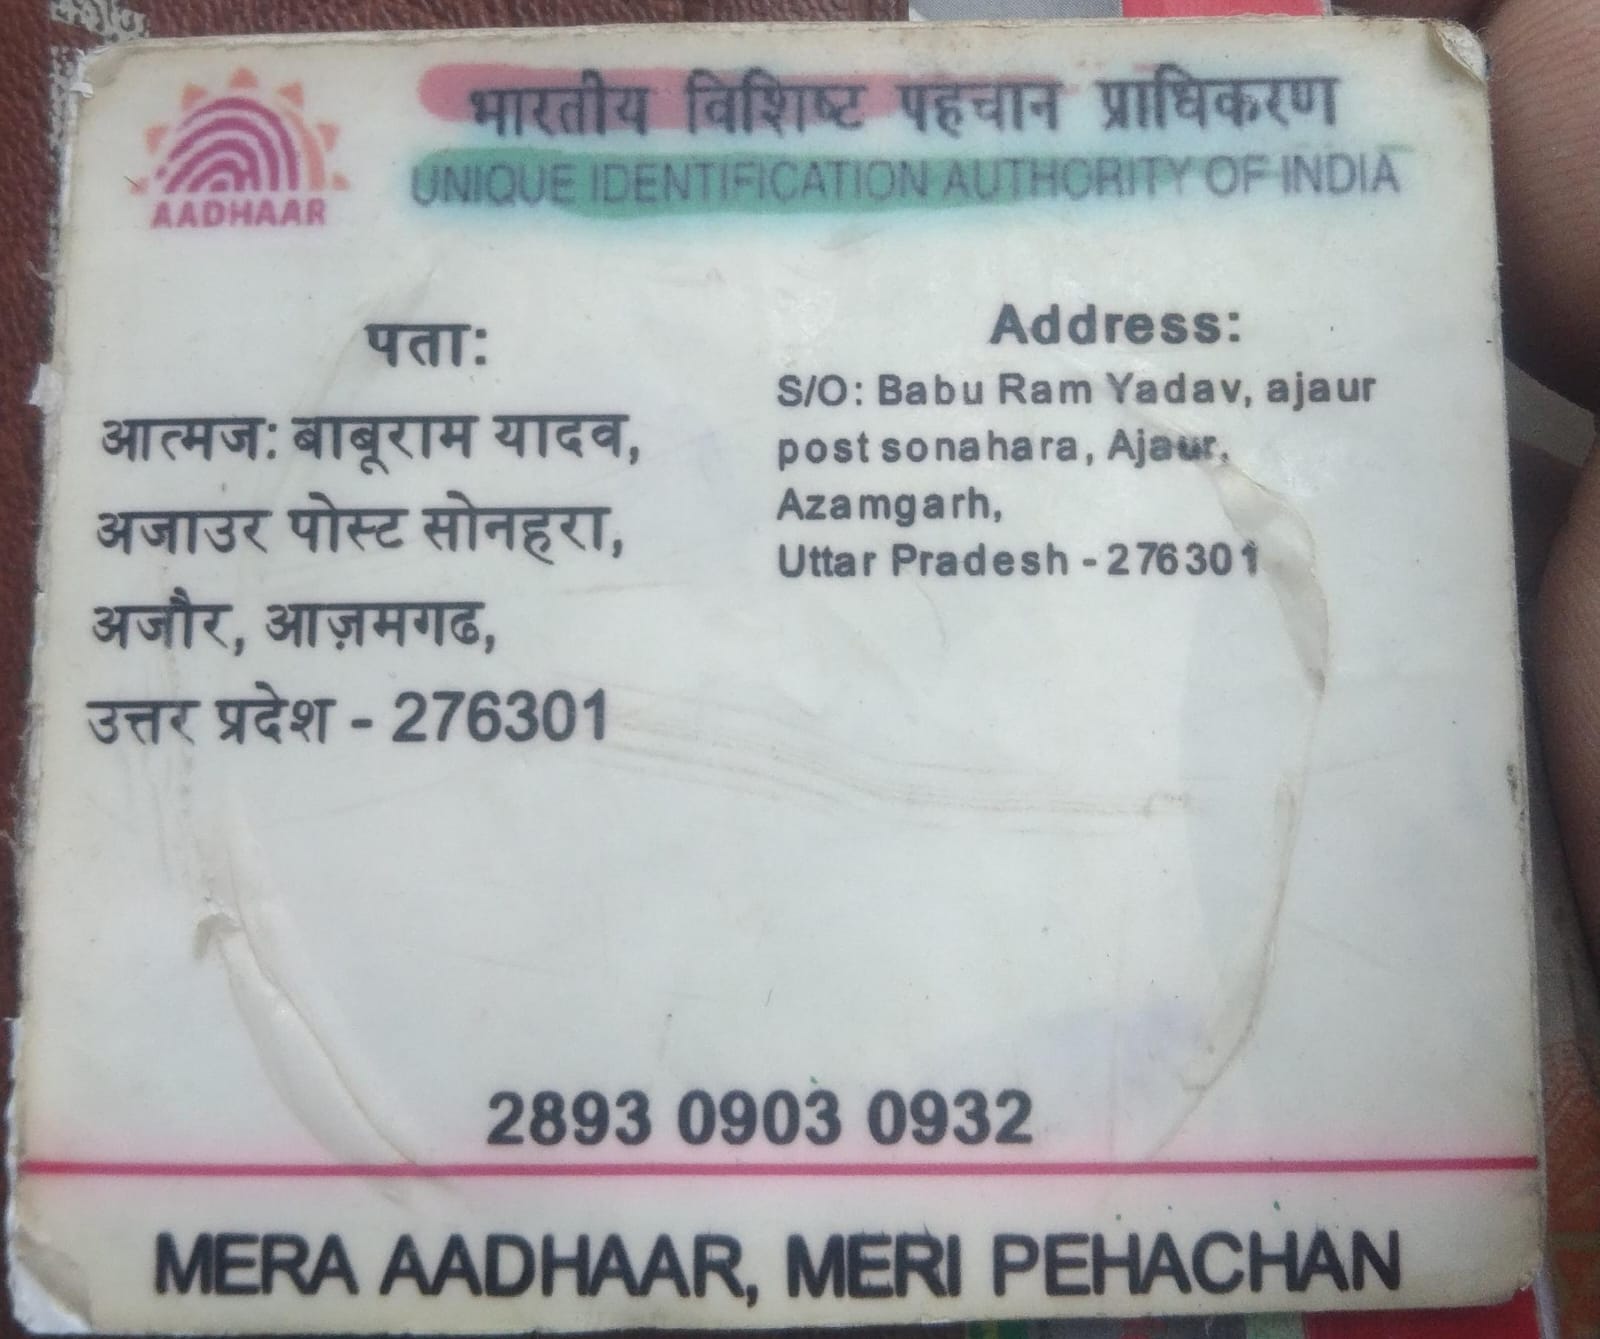 भारतीय विशिष्ट पहचान प्राधिकरण
UNIQUE IDENTIFICATION AUTHORITY OF INDIA
AADHAAR
पता:
आत्मज: बाबूराम यादव,
अजाउर पोस्ट सोनहरा,
अजौर, आज़मगढ,
उत्तर प्रदेश - 276301
Address:
S/O: Babu Ram Yadav, ajaur
post sonahara, Ajaur,
Azamgarh,
Uttar Pradesh - 276301
2893 0903 0932
MERA AADHAAR, MERI PEHACHAN